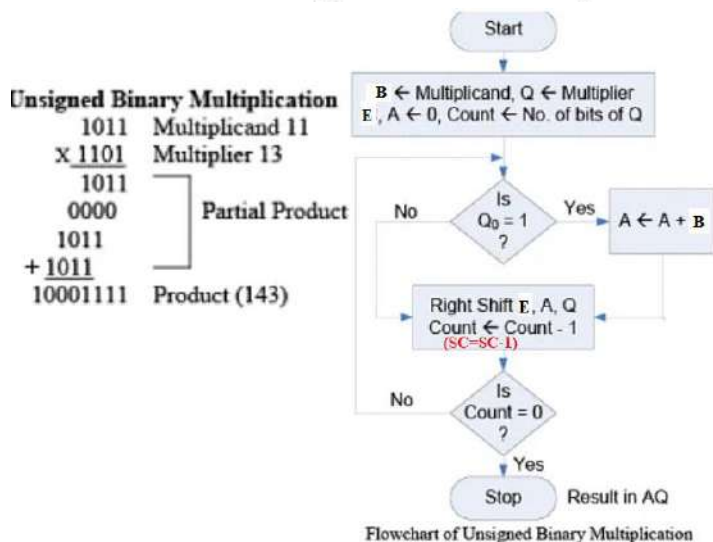 Unsigned Binary Multiplication
1011 Multiplicand 11
x 1101 Multiplier 13
1011
0000 Partial Product
1011
+ 1011
10001111 Product (143)
Start
B ← Multiplicand, Q ← Multiplier
E , A ← 0, Count ← No. of bits of Q
Is
Q₀ = 1
?
No
Yes
A ← A + B
Right Shift E, A, Q
Count ← Count - 1
(SC=SC-1)
Is
Count = 0
?
No
Yes
Stop
Result in AQ
Flowchart of Unsigned Binary Multiplication